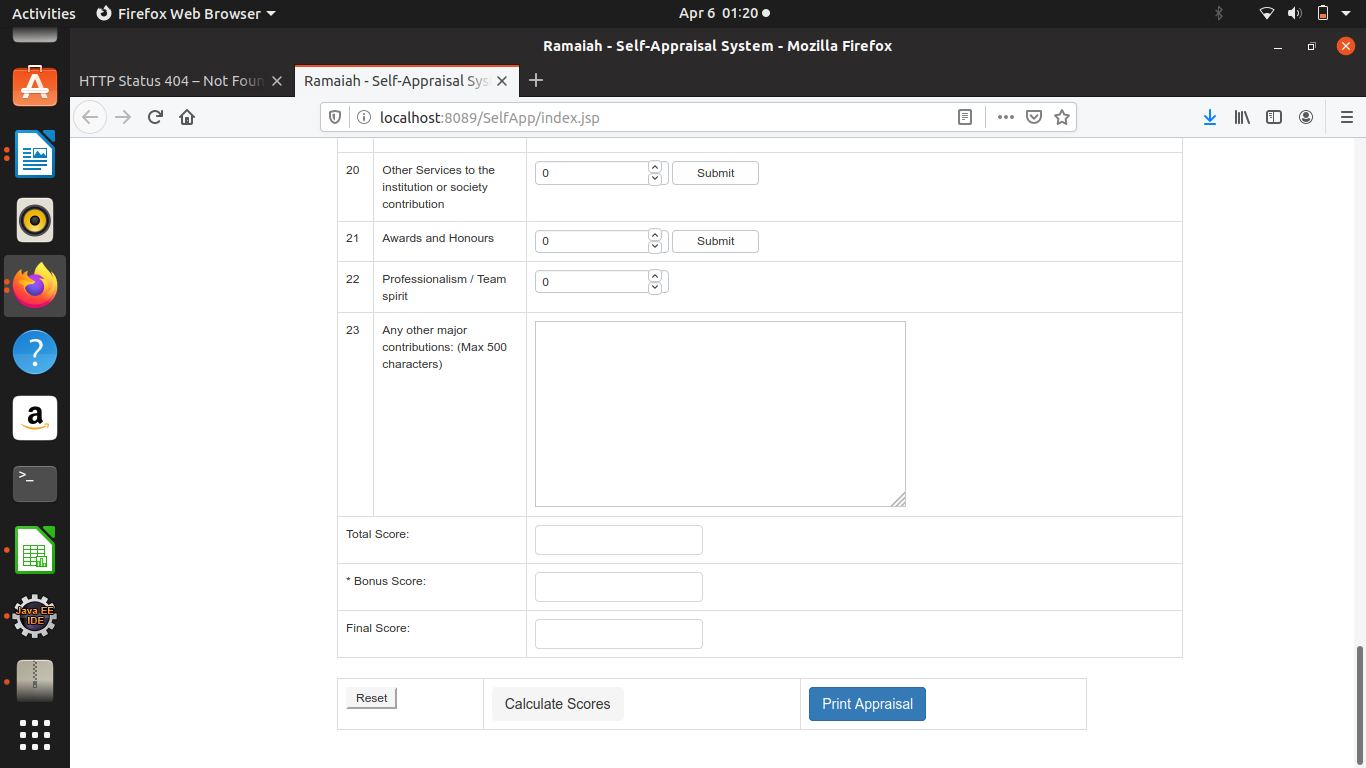 Activities
Firefox Web Browser
Apr 6 01:20
Ramaiah - Self-Appraisal System - Mozilla Firefox
HTTP Status 404 – Not Foun
Ramaiah - Self-Appraisal Sys
localhost:8089/SelfApp/index.jsp
20
Other Services to the
institution or society
contribution
0
Submit
21
Awards and Honours
0
Submit
22
Professionalism / Team
spirit
0
23
Any other major
contributions: (Max 500
characters)
Total Score:
* Bonus Score:
Final Score:
Reset
Calculate Scores
Print Appraisal
?
a
>_
Java EE
IDE